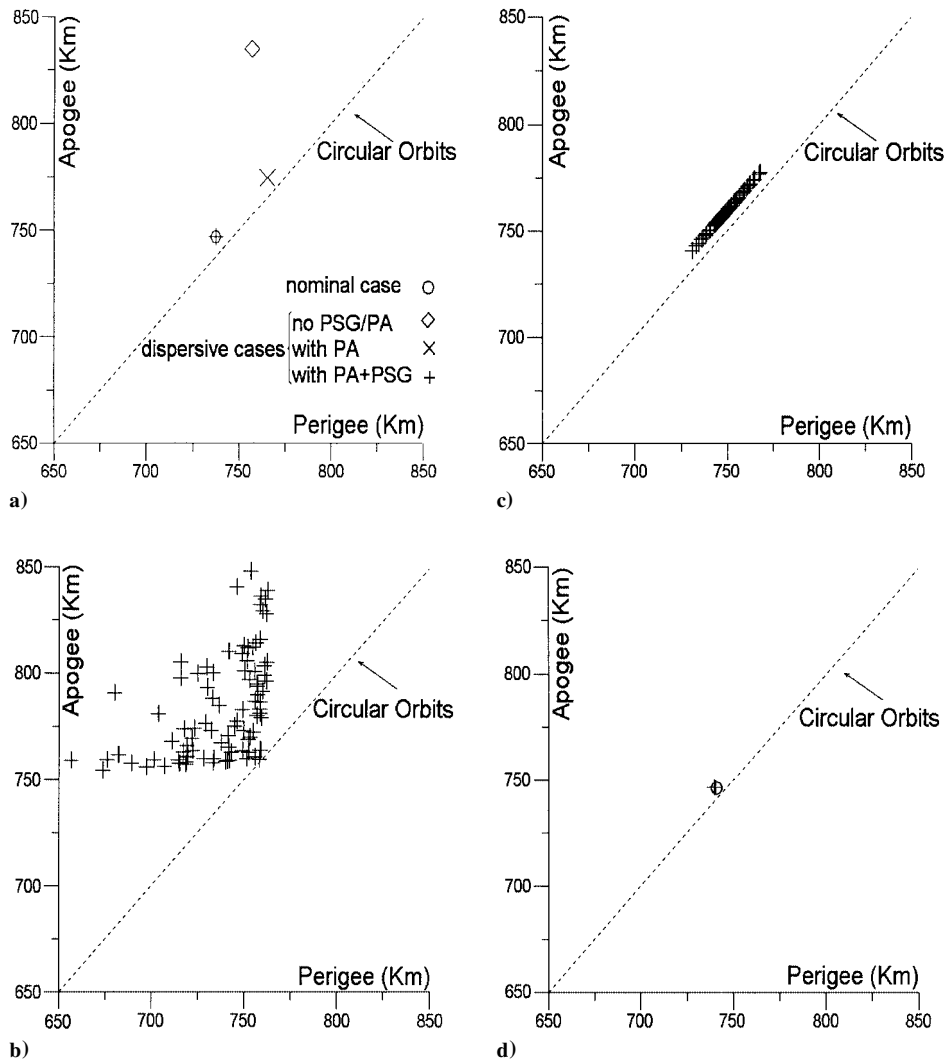 850
800
750
700
650
Apogee (Km)
Circular Orbits
nominal case
no PSG/PA
dispersive cases
with PA
with PA+PSG
Perigee (Km)
650 700 750 800 850
a)
850
800
750
700
650
Apogee (Km)
Circular Orbits
Perigee (Km)
650 700 750 800 850
c)
850
800
750
700
650
Apogee (Km)
Circular Orbits
Perigee (Km)
650 700 750 800 850
b)
850
800
750
700
650
Apogee (Km)
Circular Orbits
Perigee (Km)
650 700 750 800 850
d)